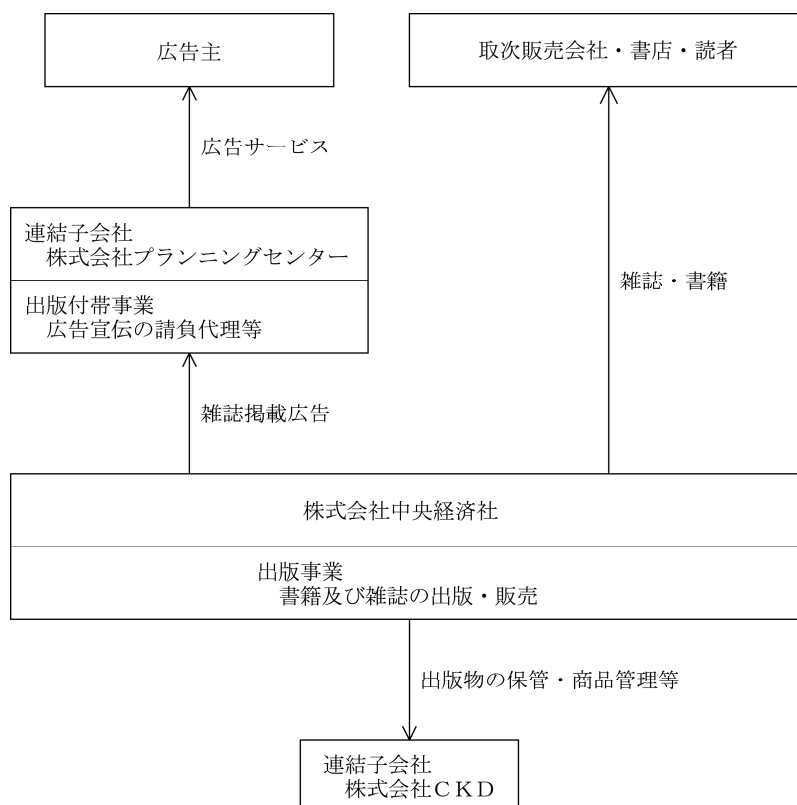 広告主
取次販売会社・書店・読者
広告サービス
連結子会社
株式会社プランニングセンター
出版付帯事業
広告宣伝の請負代理等
雑誌・書籍
雑誌掲載広告
株式会社中央経済社
出版事業
書籍及び雑誌の出版・販売
出版物の保管・商品管理等
連結子会社
株式会社ＣＫＤ